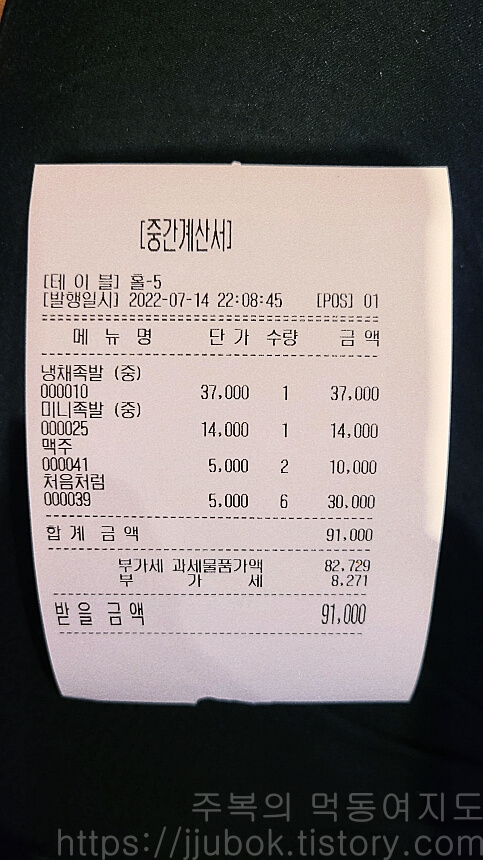 [중간계산서]
[테 이 블] 홀-5
[발행일시] 2022-07-14 22:08:45 [POS] 01
메 뉴 명 단 가 수량 금 액
냉채족발 (중)
000010 37,000 1 37,000
미니족발 (중)
000025 14,000 1 14,000
맥주
000041 5,000 2 10,000
처음처럼
000039 5,000 6 30,000
합 계 금 액 91,000
부가세 과세물품가액 82,729
부 가 세 8,271
받 을 금 액 91,000
주복의 먹동여지도
https://jjubok.tistory.com